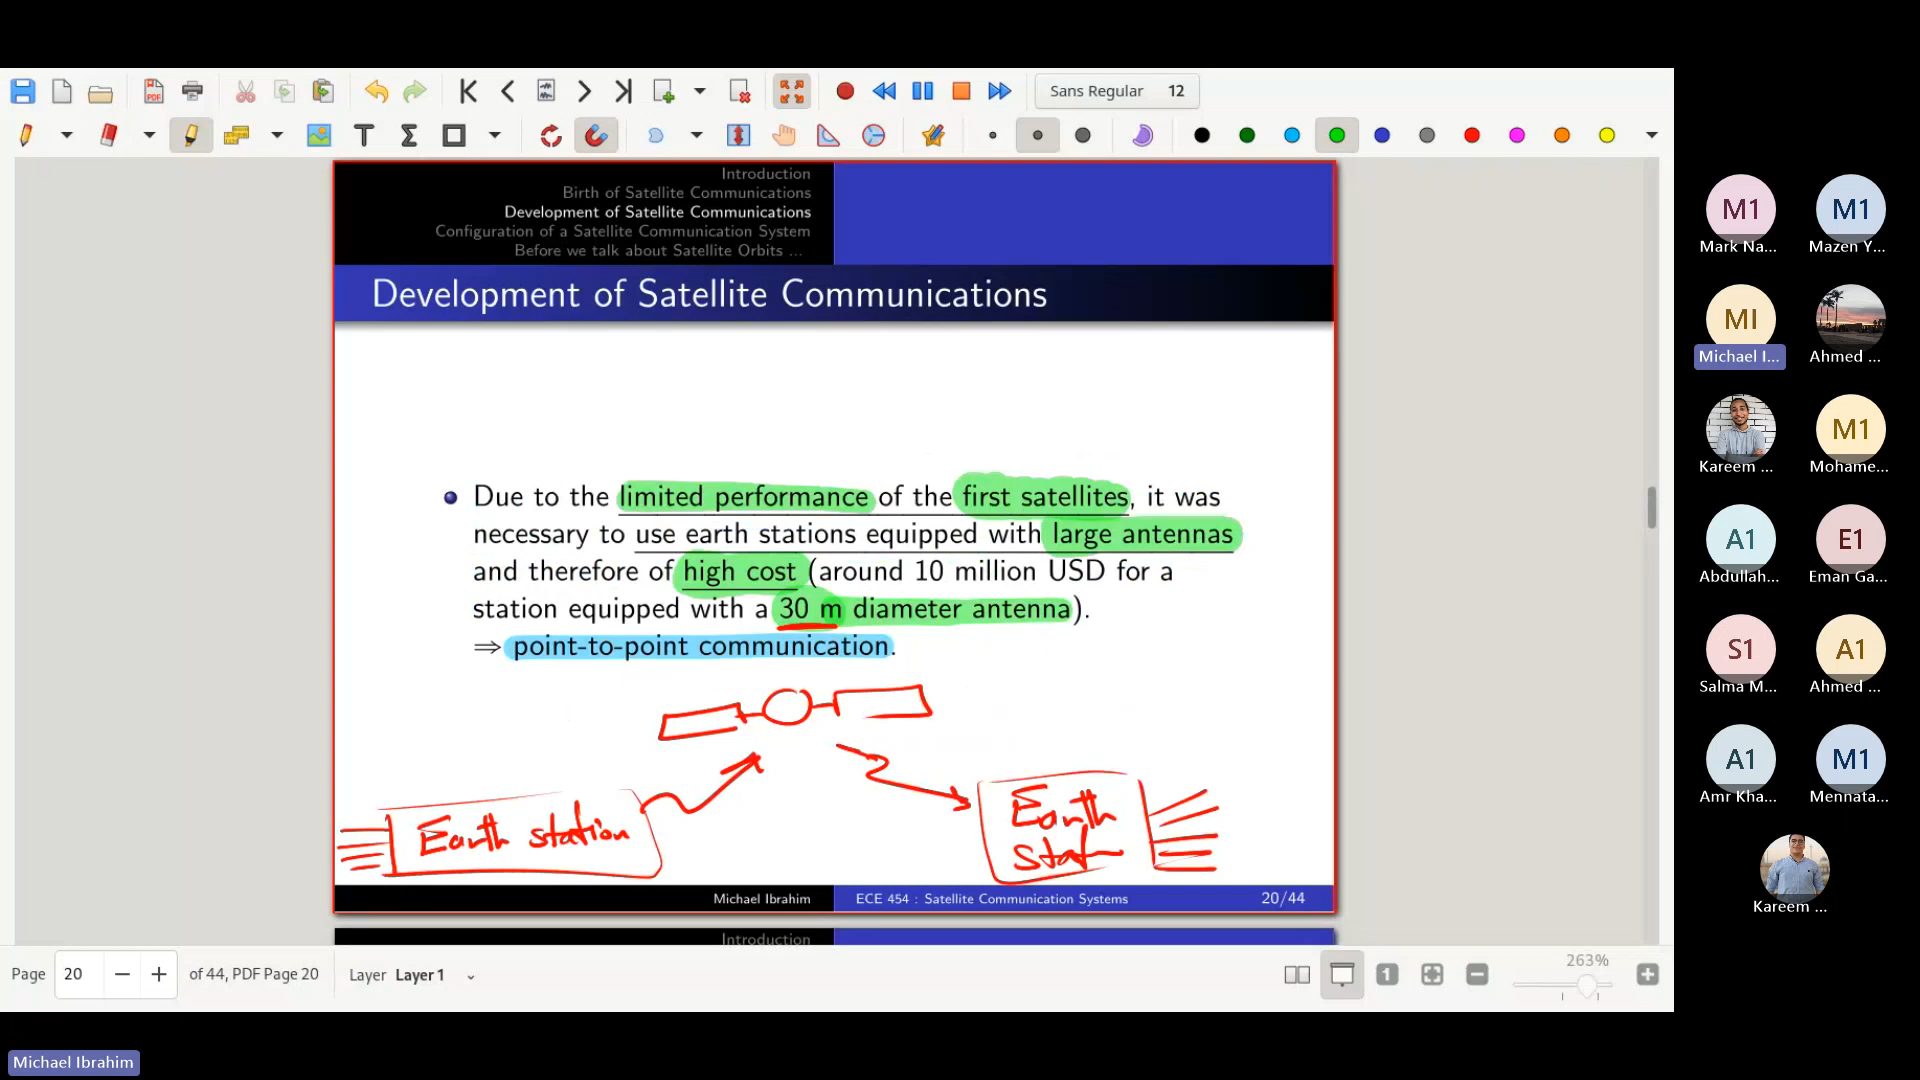 Sans Regular 12
Introduction
Birth of Satellite Communications
Development of Satellite Communications
Configuration of a Satellite Communication System
Before we talk about Satellite Orbits ...
Development of Satellite Communications
Due to the limited performance of the first satellites, it was
necessary to use earth stations equipped with large antennas
and therefore of high cost (around 10 million USD for a
station equipped with a 30 m diameter antenna).
⇒ point-to-point communication.
Earth station
Earth
stat
Michael Ibrahim
ECE 454 : Satellite Communication Systems
20/44
Introduction
Page 20 of 44, PDF Page 20
Layer Layer 1
1
263%
M1
Mark Na...
M1
Mazen Y...
MI
Michael I...
Ahmed ...
Kareem ...
M1
Mohame...
A1
Abdullah...
E1
Eman Ga...
S1
Salma M...
A1
Ahmed ...
A1
Amr Kha...
M1
Mennata...
Kareem ...
Michael Ibrahim